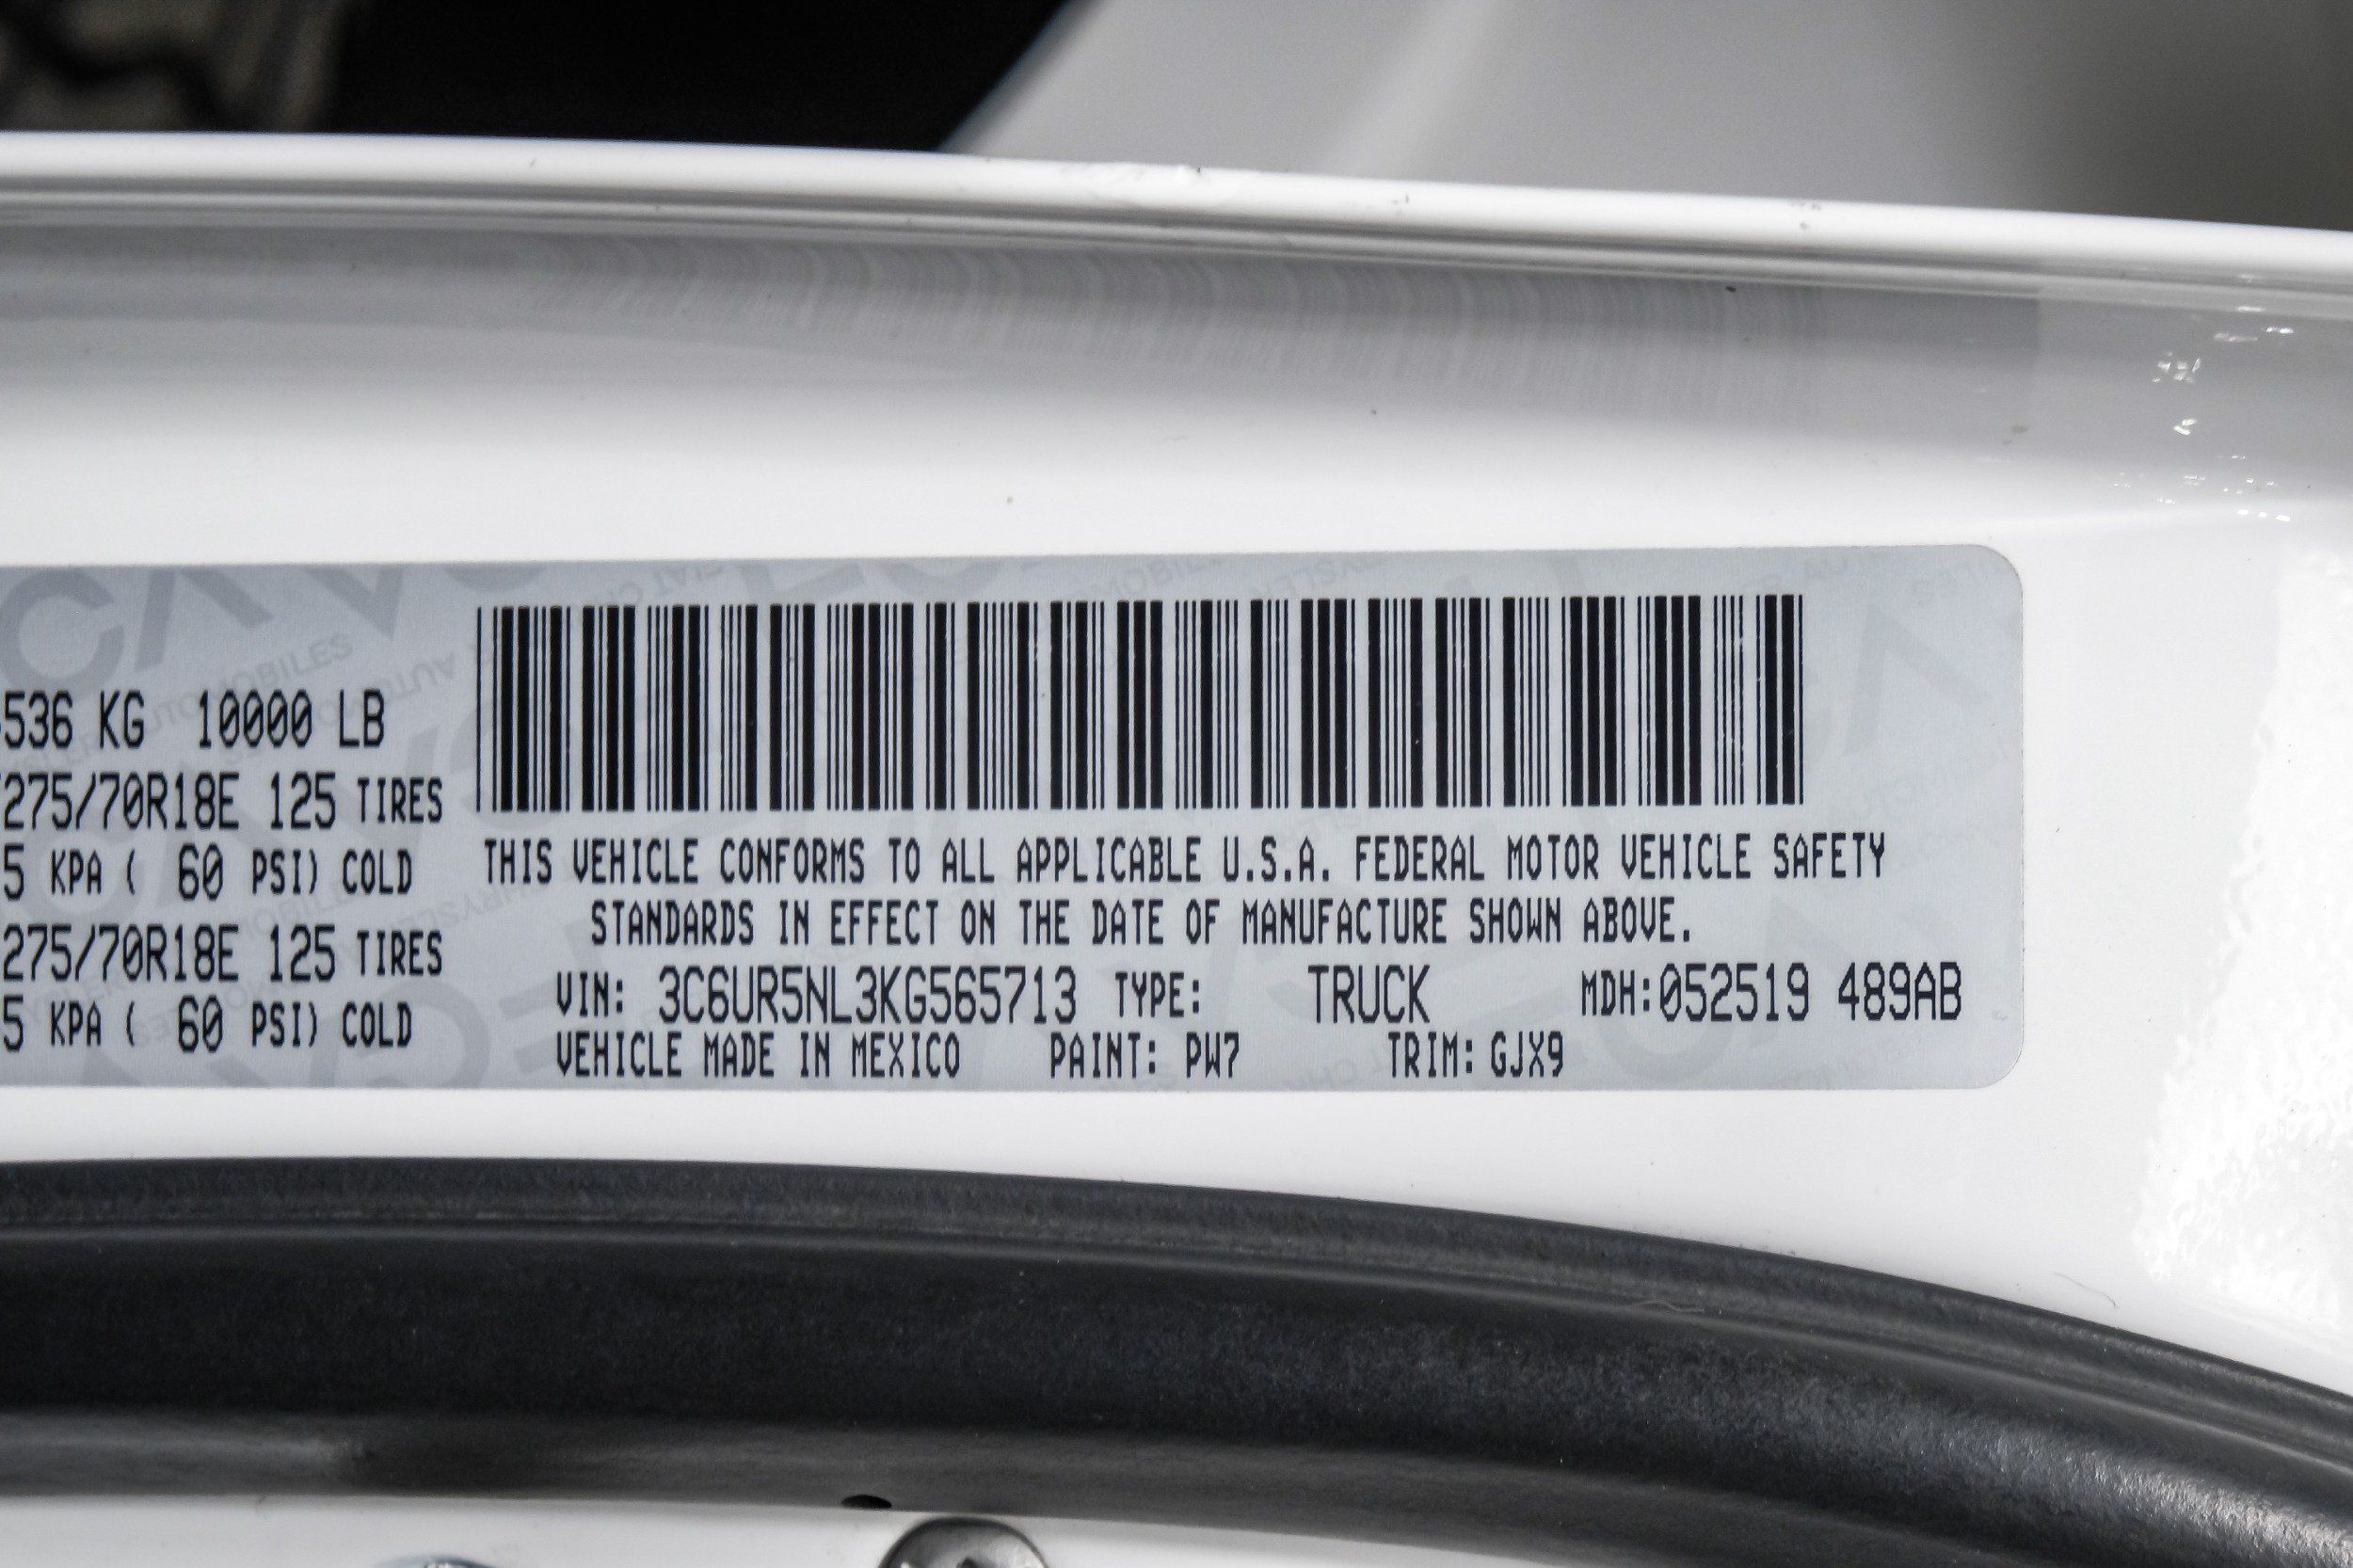 536 KG 10000 LB
275/70R18E 125 TIRES
5 KPA ( 60 PSI) COLD
275/70R18E 125 TIRES
5 KPA ( 60 PSI) COLD
THIS VEHICLE CONFORMS TO ALL APPLICABLE U.S.A. FEDERAL MOTOR VEHICLE SAFETY
STANDARDS IN EFFECT ON THE DATE OF MANUFACTURE SHOWN ABOVE.
VIN: 3C6UR5NL3KG565713 TYPE: TRUCK MDH:052519 489AB
VEHICLE MADE IN MEXICO PAINT: PW7 TRIM: GJX9